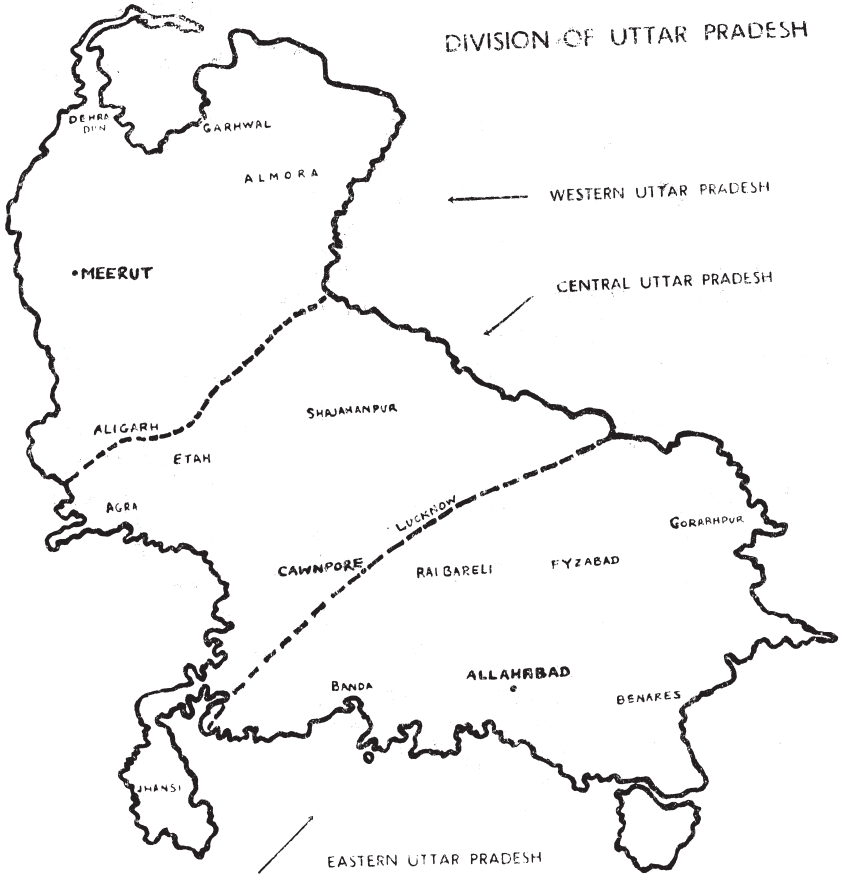 DIVISION OF UTTAR PRADESH
DEHRA
DUN
GARHWAL
ALMORA
WESTERN UTTAR PRADESH
MEERUT
CENTRAL UTTAR PRADESH
SHAJAHANPUR
ALIGARH
ETAH
AGRA
LUCKNOW
GORAKHPUR
CAWNPORE
RAI BARELI
FYZABAD
ALLAHABAD
BANDA
BENARES
JHANSI
EASTERN UTTAR PRADESH